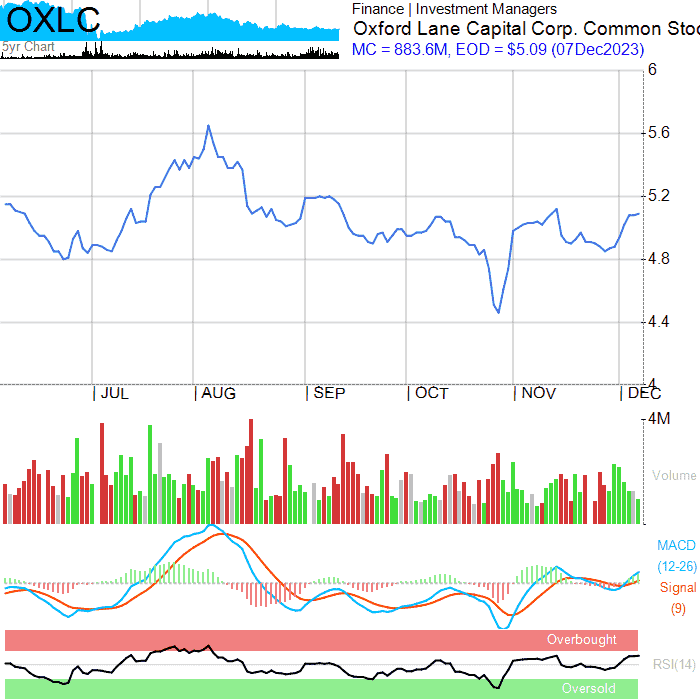 OXLC
5yr Chart
Finance | Investment Managers
Oxford Lane Capital Corp. Common Stoc
MC = 883.6M, EOD = $5.09 (07Dec2023)
6
5.6
5.2
4.8
4.4
4
JUL AUG SEP OCT NOV DEC
4M
Volume
MACD
(12-26)
Signal
(9)
Overbought
RSI(14)
Oversold